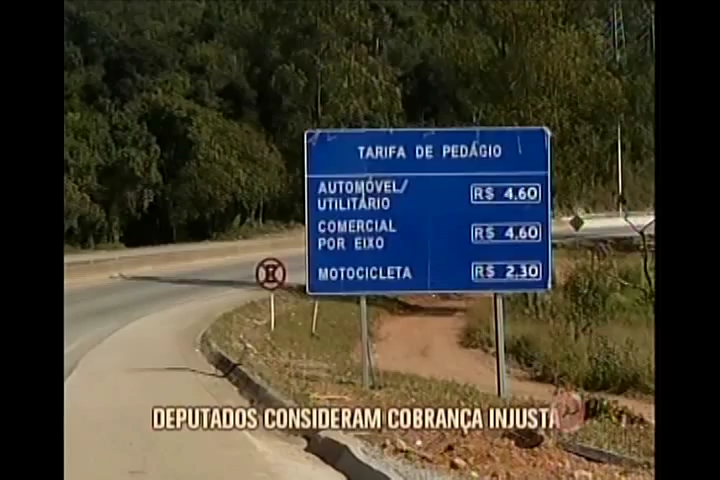 TARIFA DE PEDÁGIO
AUTOMÓVEL/
UTILITÁRIO
R$ 4.60
COMERCIAL
POR EIXO
R$ 4.60
MOTOCICLETA
R$ 2.30
E
DEPUTADOS CONSIDERAM COBRANÇA INJUSTA